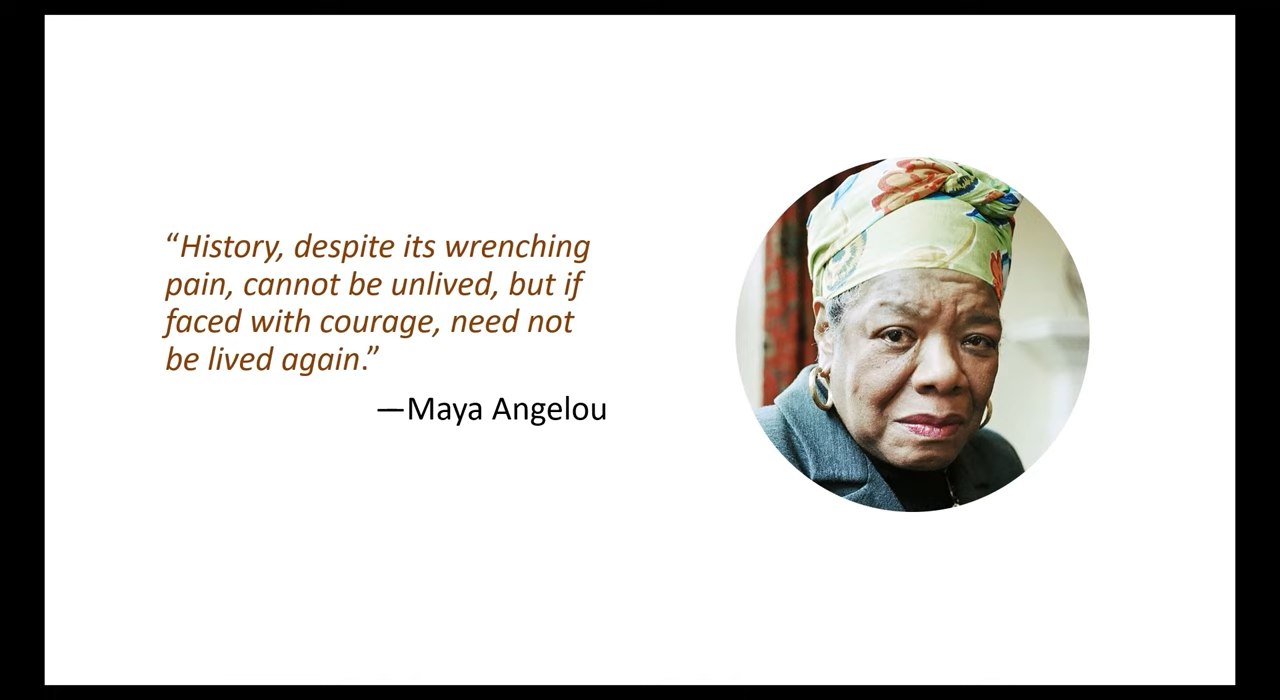 “History, despite its wrenching
pain, cannot be unlived, but if
faced with courage, need not
be lived again.”
—Maya Angelou